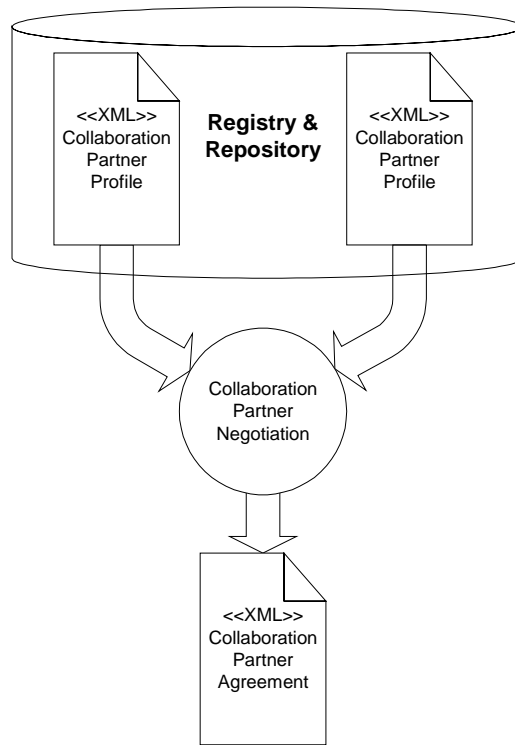 <<XML>>
Collaboration
Partner
Profile
Registry &
Repository
<<XML>>
Collaboration
Partner
Profile
Collaboration
Partner
Negotiation
<<XML>>
Collaboration
Partner
Agreement